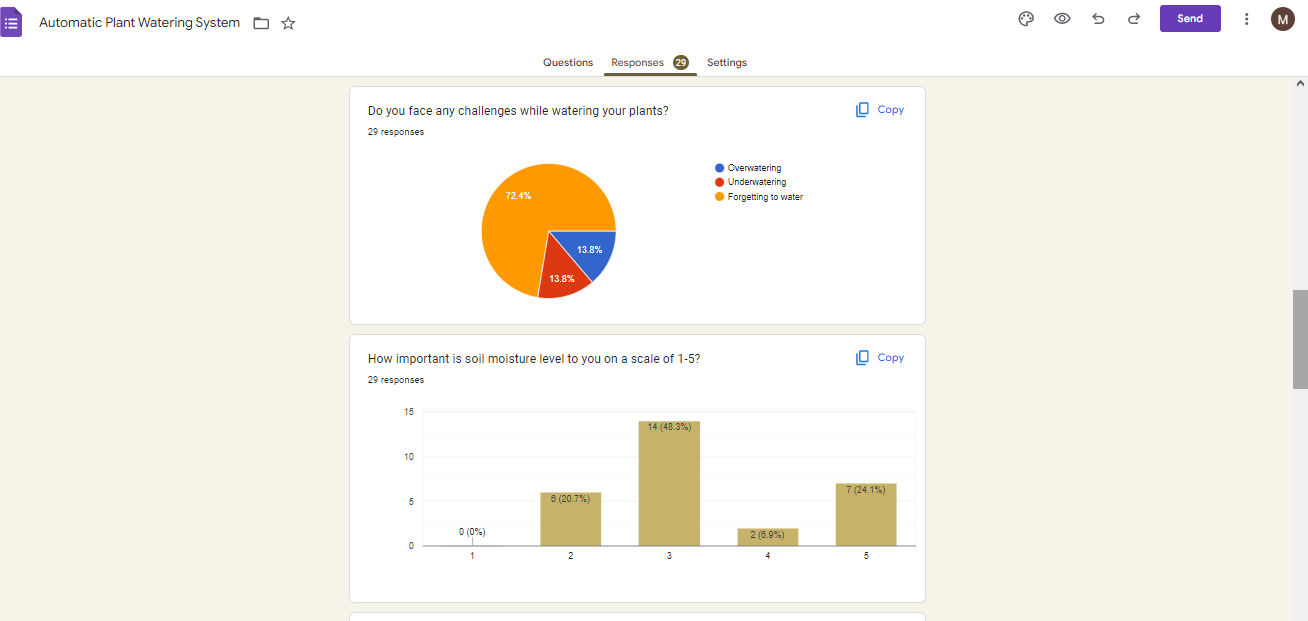 Automatic Plant Watering System
Send
M
Questions
Responses 29
Settings
Do you face any challenges while watering your plants?
Copy
29 responses
Overwatering
Underwatering
Forgetting to water
72.4%
13.8%
13.8%
How important is soil moisture level to you on a scale of 1-5?
Copy
29 responses
15
10
5
0
0 (0%)
6 (20.7%)
14 (48.3%)
2 (6.9%)
7 (24.1%)
1 2 3 4 5